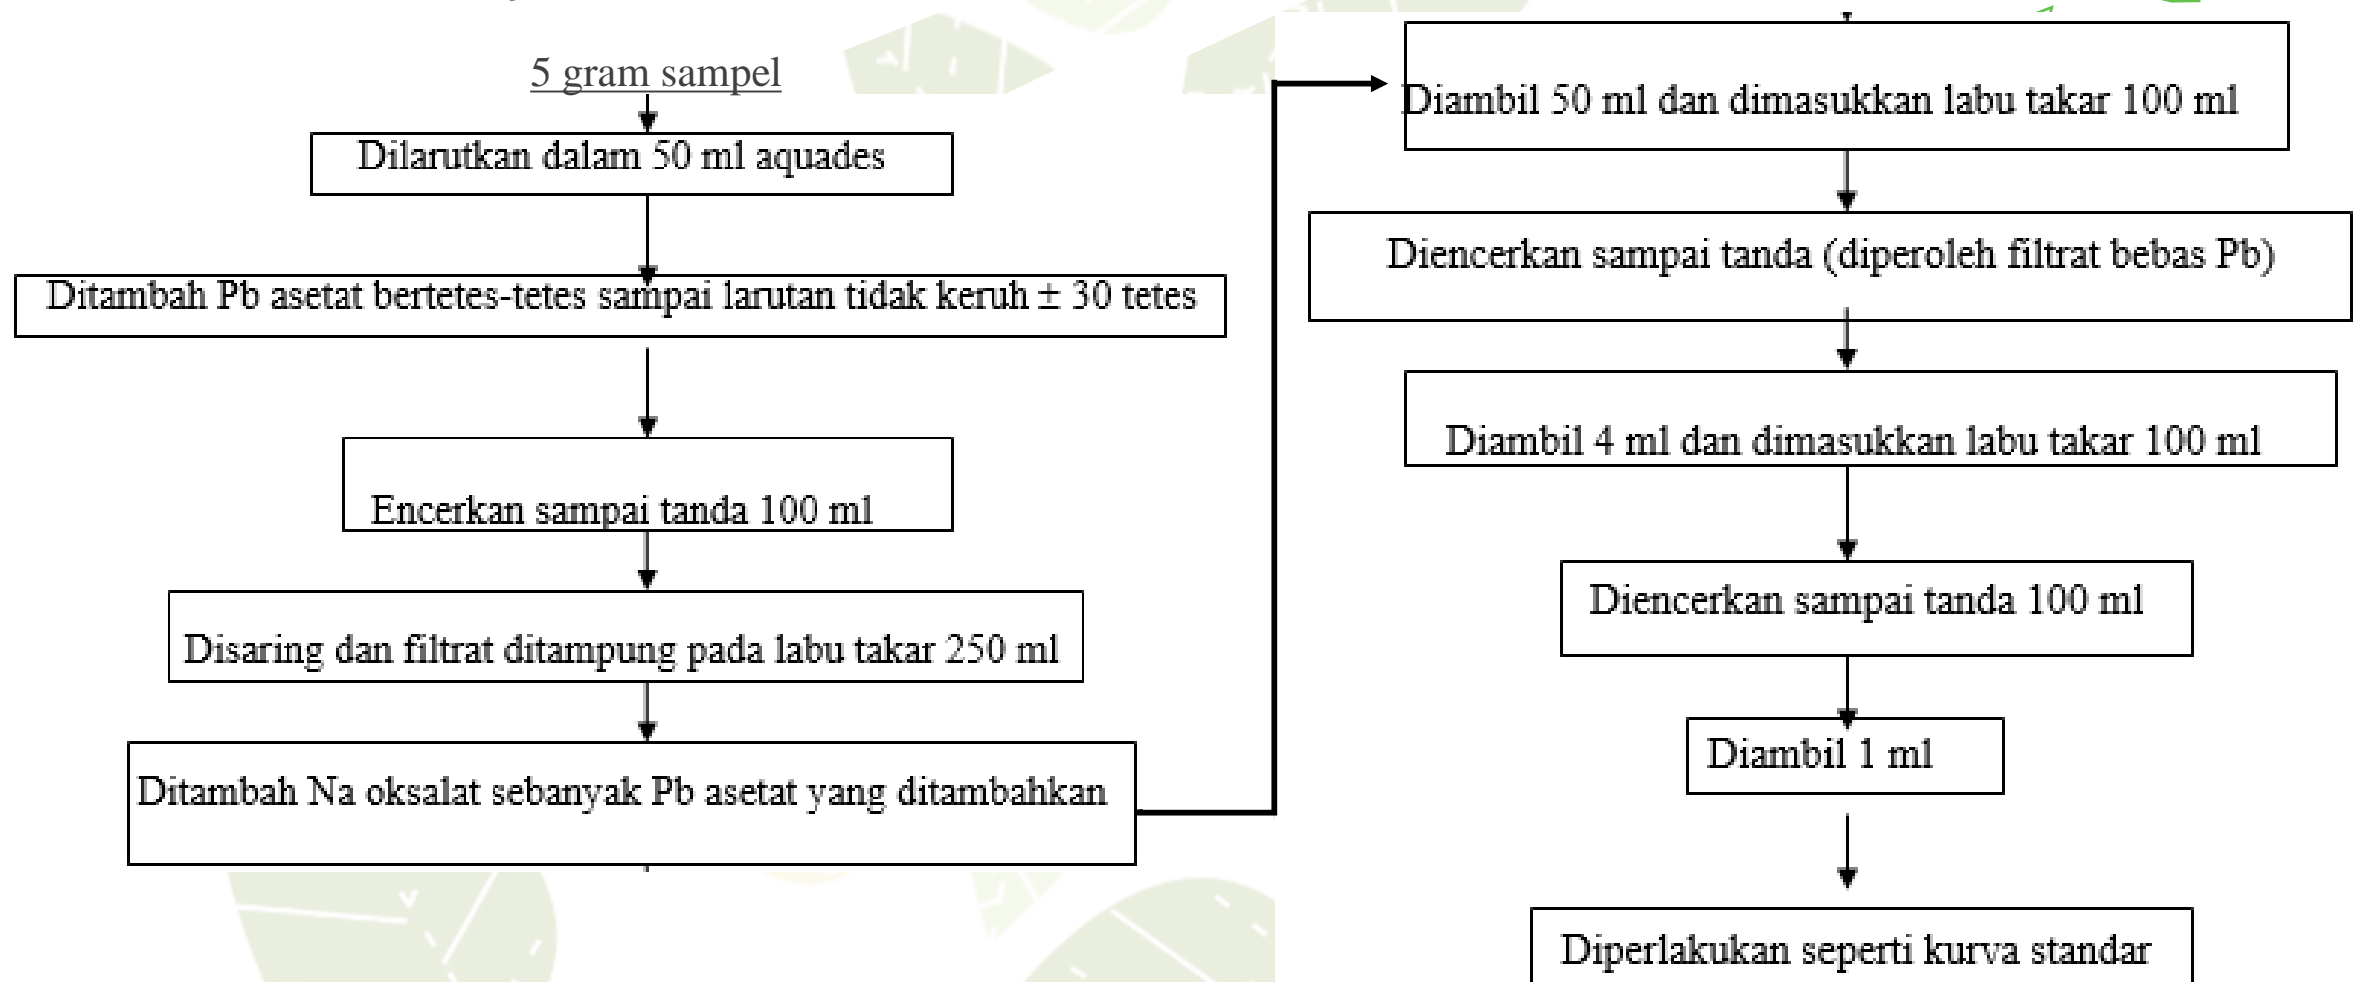 5 gram sampel
Dilarutkan dalam 50 ml aquades
Ditambah Pb asetat bertetes-tetes sampai larutan tidak keruh ± 30 tetes
Encerkan sampai tanda 100 ml
Disaring dan filtrat ditampung pada labu takar 250 ml
Ditambah Na oksalat sebanyak Pb asetat yang ditambahkan
Diambil 50 ml dan dimasukkan labu takar 100 ml
Diencerkan sampai tanda (diperoleh filtrat bebas Pb)
Diambil 4 ml dan dimasukkan labu takar 100 ml
Diencerkan sampai tanda 100 ml
Diambil 1 ml
Diperlakukan seperti kurva standar